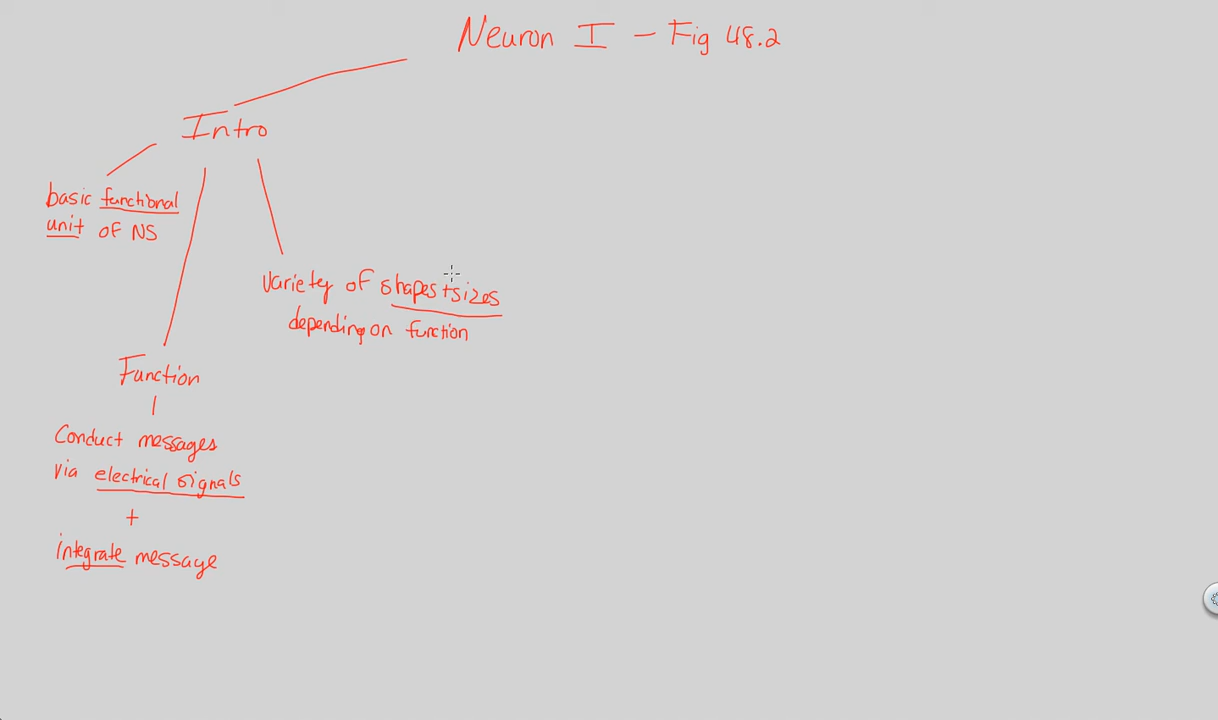 Neuron I - Fig 48.2
Intro
basic functional
unit of NS
variety of shapes + sizes
depending on function
Function
Conduct messages
via electrical signals
+
integrate message